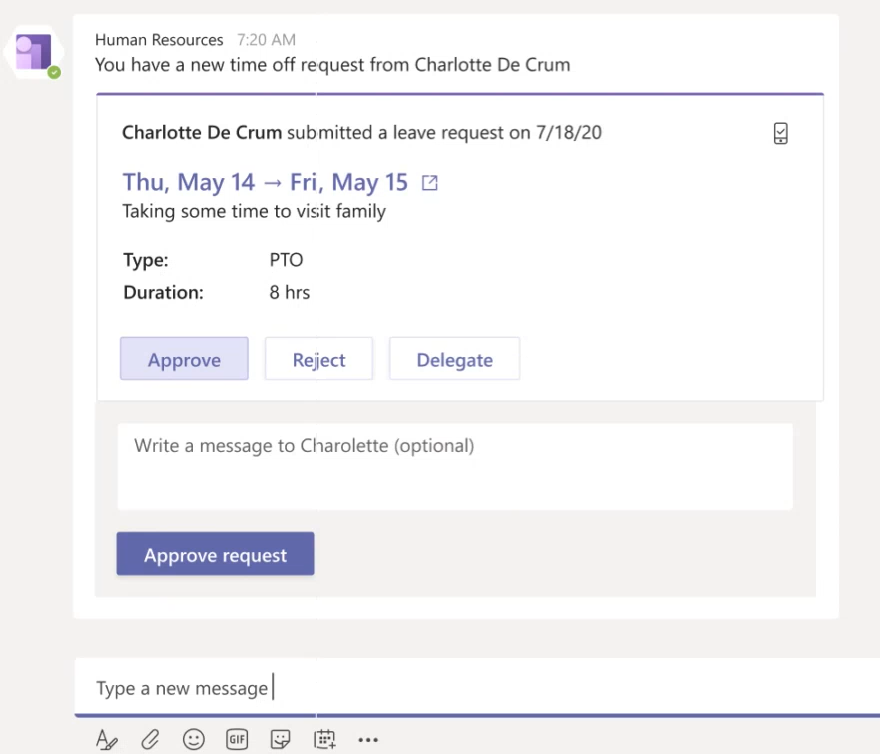 Human Resources 7:20 AM
You have a new time off request from Charlotte De Crum
Charlotte De Crum submitted a leave request on 7/18/20
Thu, May 14 → Fri, May 15
Taking some time to visit family
Type: PTO
Duration: 8 hrs
Approve Reject Delegate
Write a message to Charolette (optional)
Approve request
Type a new message
GIF